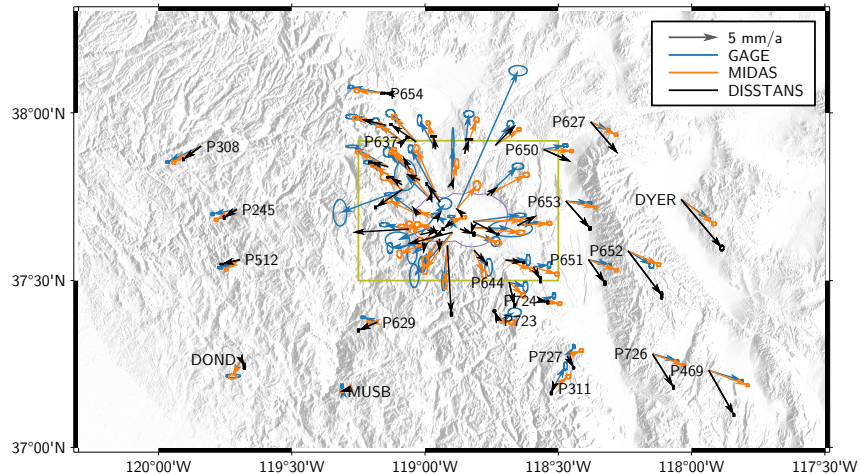 5 mm/a
GAGE
MIDAS
DISSTANS
38°00'N
37°30'N
37°00'N
P654
P627
P637
P308
P650
DYER
P245
P653
P652
P512
P651
P644
P724
P629
P723
DOND
P727
P726
P469
MUSB
P311
120°00'W
119°30'W
119°00'W
118°30'W
118°00'W
117°30'W